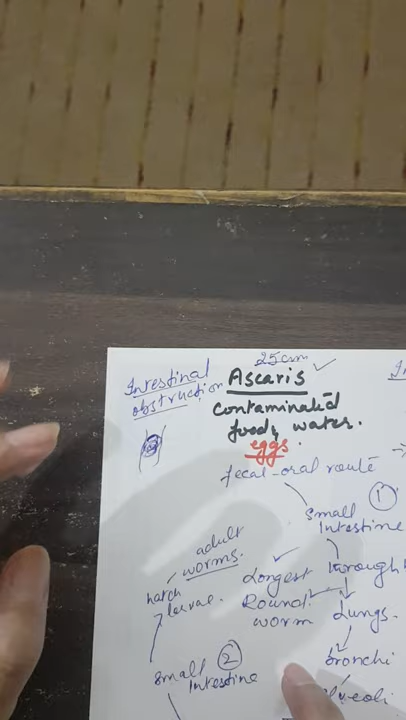 25cm
Intestinal
obstruction
Ascaris
contaminated
food, water.
eggs.
fecal-oral route
1
Small
Intestine
through
Lungs.
bronchi
alveoli
Longest
Round
worm
adult
worms.
hatch
larvae.
2
Small
Intestine